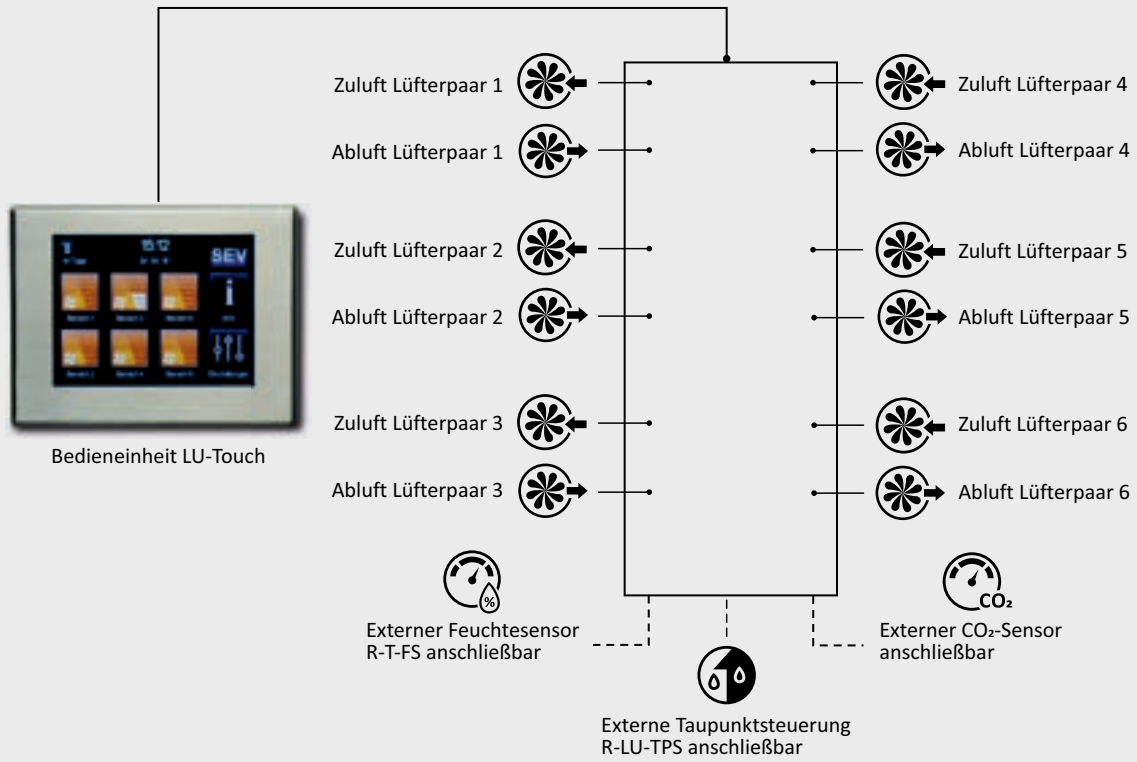 Zuluft Lüfterpaar 1
Abluft Lüfterpaar 1
Zuluft Lüfterpaar 2
Abluft Lüfterpaar 2
Zuluft Lüfterpaar 3
Abluft Lüfterpaar 3
Zuluft Lüfterpaar 4
Abluft Lüfterpaar 4
Zuluft Lüfterpaar 5
Abluft Lüfterpaar 5
Zuluft Lüfterpaar 6
Abluft Lüfterpaar 6
15:12
SEV
i
Einstellungen
Bedieneinheit LU-Touch
%
Externer Feuchtesensor
R-T-FS anschließbar
CO₂
Externer CO₂-Sensor
anschließbar
Externe Taupunktsteuerung
R-LU-TPS anschließbar